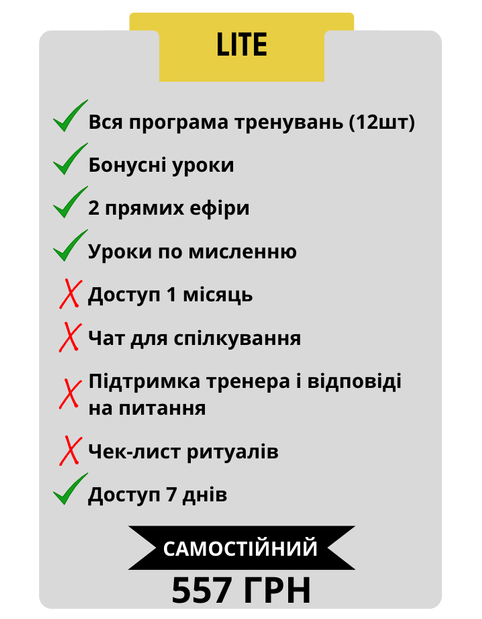 LITE
Вся програма тренувань (12шт)
Бонусні уроки
2 прямих ефіри
Уроки по мисленню
Доступ 1 місяць
Чат для спілкування
Підтримка тренера і відповіді
на питання
Чек-лист ритуалів
Доступ 7 днів
САМОСТІЙНИЙ
557 ГРН